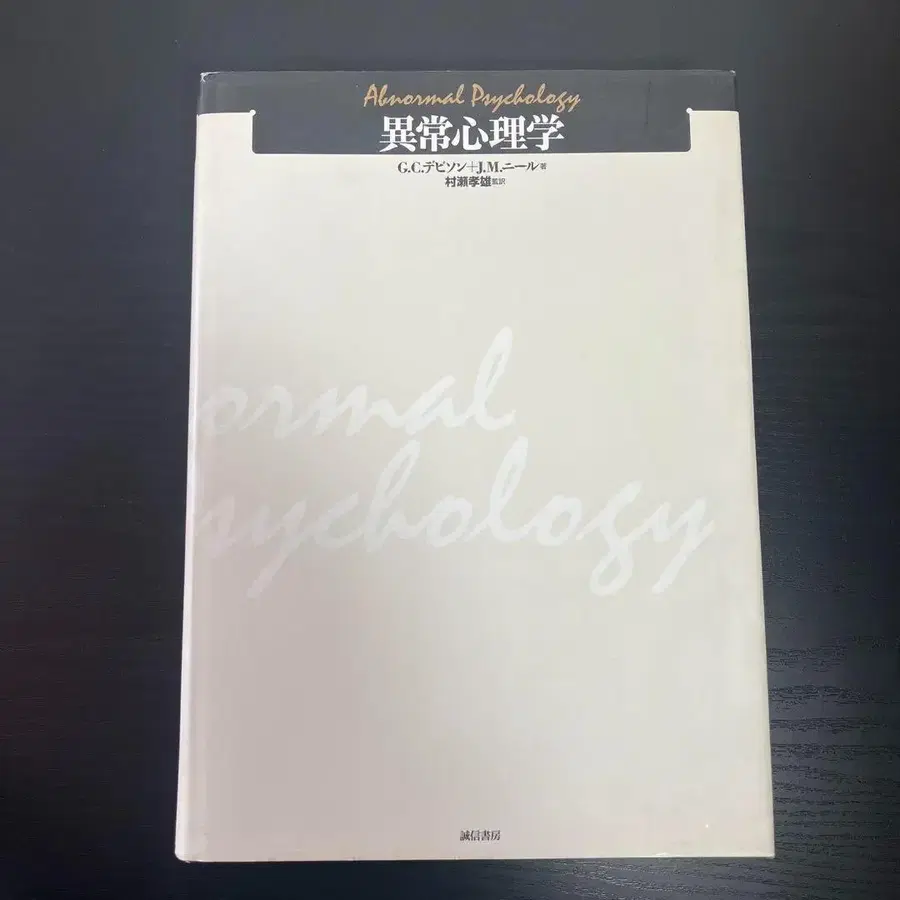 Abnormal Psychology
異常心理学
G.C.デビソン+J.M.ニール 著
村瀬孝雄 監訳
ormal
sychology
誠信書房